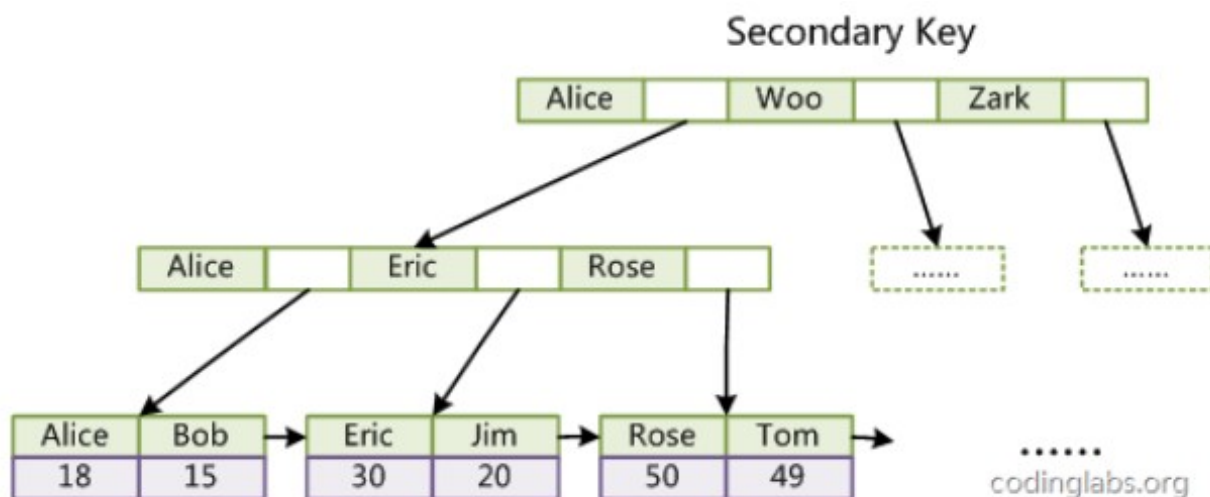 Secondary Key
Alice Woo Zark
Alice Eric Rose
...... ......
Alice Bob Eric Jim Rose Tom
18 15 30 20 50 49
......
codinglabs.org